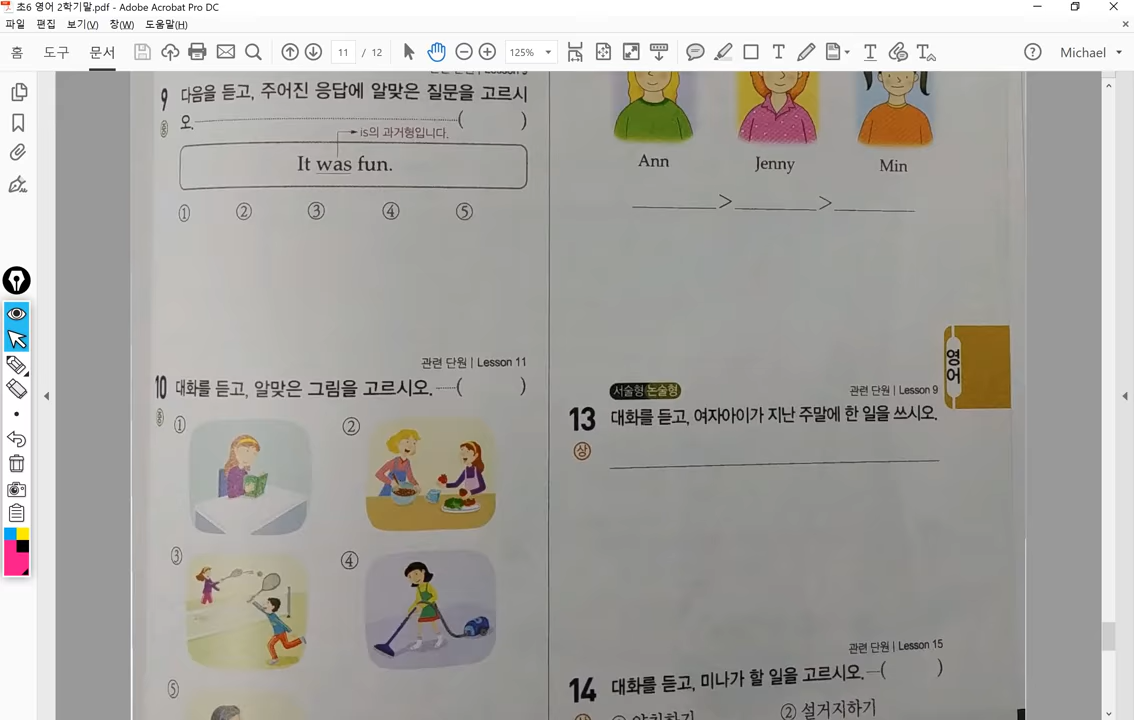 초6 영어 2학기말.pdf - Adobe Acrobat Pro DC
파일 편집 보기(V) 창(W) 도움말(H)
홈 도구 문서 11 / 12 125% Michael
9 다음을 듣고, 주어진 응답에 알맞은 질문을 고르시
오. ( )
중
is의 과거형입니다.
It was fun.
① ② ③ ④ ⑤
관련 단원 | Lesson 11
10 대화를 듣고, 알맞은 그림을 고르시오. ( )
중
① ②
③ ④
⑤
Ann Jenny Min
> >
영어
서술형 논술형 관련 단원 | Lesson 9
13 대화를 듣고, 여자아이가 지난 주말에 한 일을 쓰시오.
상
관련 단원 | Lesson 15
14 대화를 듣고, 미나가 할 일을 고르시오. ( )
② 설거지하기